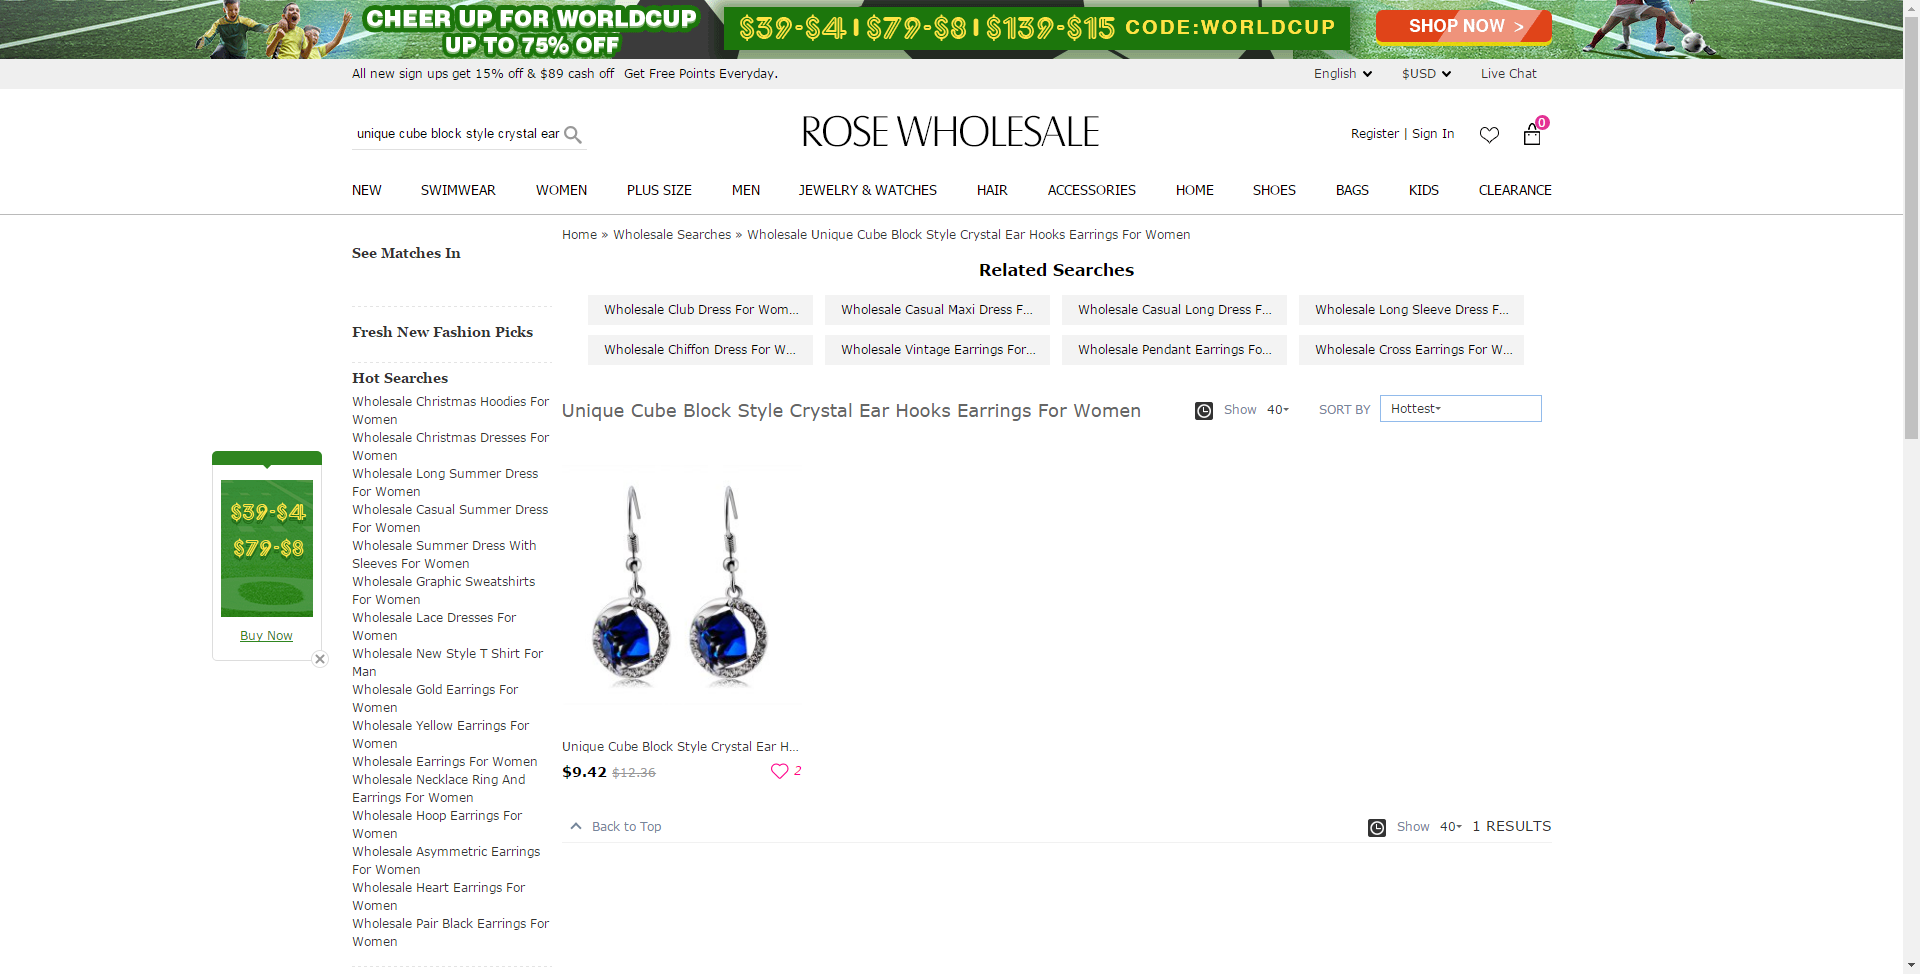 CHEER UP FOR WORLDCUP
UP TO 75% OFF
$39-$4 | $79-$8 | $139-$15 CODE:WORLDCUP
SHOP NOW >
All new sign ups get 15% off & $89 cash off Get Free Points Everyday.
English $USD Live Chat
unique cube block style crystal ear
ROSE WHOLESALE
Register | Sign In
0
NEW SWIMWEAR WOMEN PLUS SIZE MEN JEWELRY & WATCHES HAIR ACCESSORIES HOME SHOES BAGS KIDS CLEARANCE
Home » Wholesale Searches » Wholesale Unique Cube Block Style Crystal Ear Hooks Earrings For Women
See Matches In
Fresh New Fashion Picks
Hot Searches
Wholesale Christmas Hoodies For
Women
Wholesale Christmas Dresses For
Women
Wholesale Long Summer Dress
For Women
Wholesale Casual Summer Dress
For Women
Wholesale Summer Dress With
Sleeves For Women
Wholesale Graphic Sweatshirts
For Women
Wholesale Lace Dresses For
Women
Wholesale New Style T Shirt For
Man
Wholesale Gold Earrings For
Women
Wholesale Yellow Earrings For
Women
Wholesale Earrings For Women
Wholesale Necklace Ring And
Earrings For Women
Wholesale Hoop Earrings For
Women
Wholesale Asymmetric Earrings
For Women
Wholesale Heart Earrings For
Women
Wholesale Pair Black Earrings For
Women
Related Searches
Wholesale Club Dress For Wom...
Wholesale Casual Maxi Dress F...
Wholesale Casual Long Dress F...
Wholesale Long Sleeve Dress F...
Wholesale Chiffon Dress For W...
Wholesale Vintage Earrings For...
Wholesale Pendant Earrings Fo...
Wholesale Cross Earrings For W...
Unique Cube Block Style Crystal Ear Hooks Earrings For Women
Show 40 SORT BY Hottest
Unique Cube Block Style Crystal Ear H...
$9.42 $12.36 2
Back to Top
Show 40 1 RESULTS
$39-$4
$79-$8
Buy Now